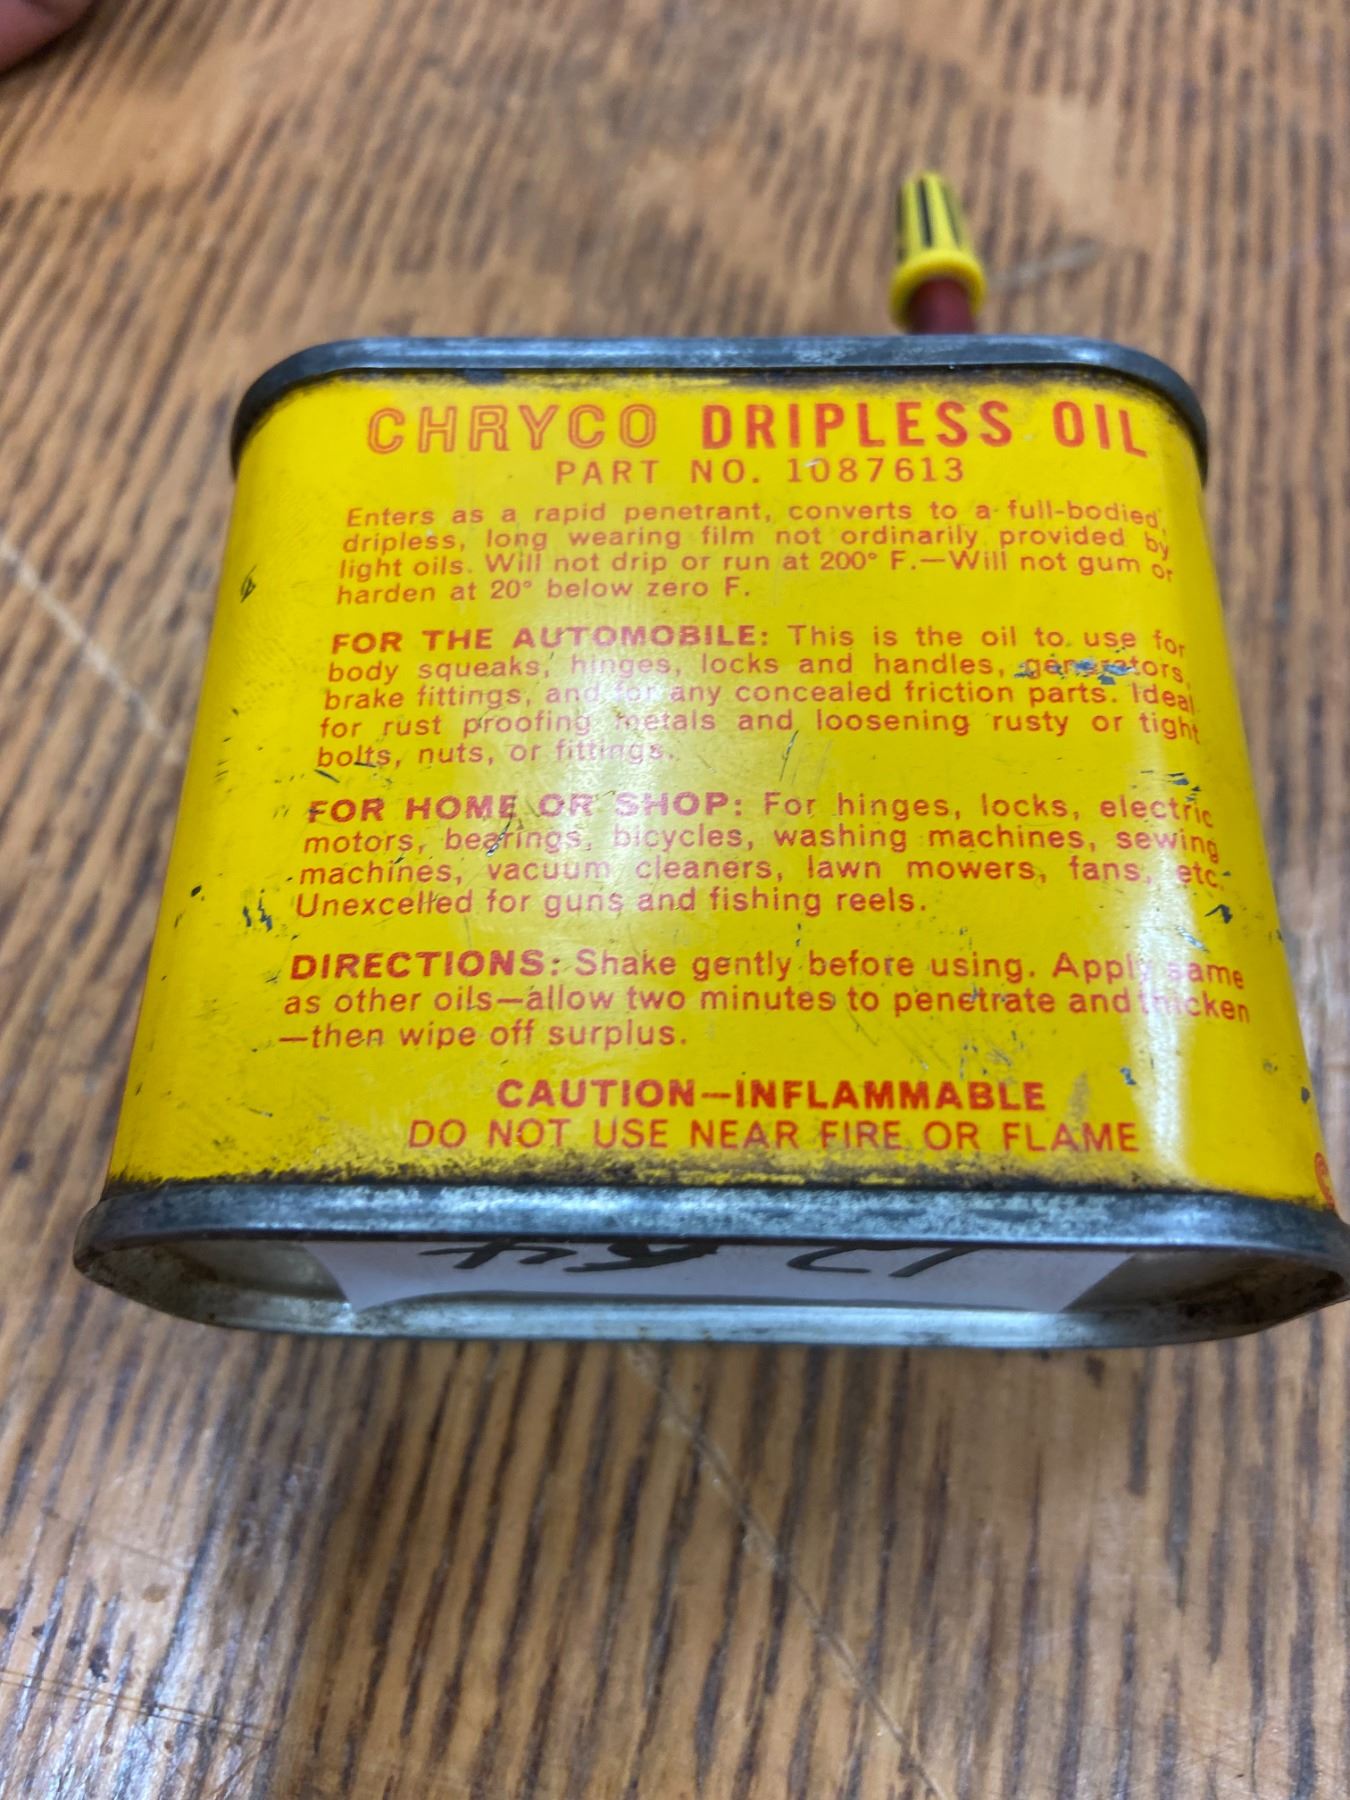 CHRYCO DRIPLESS OIL
PART NO. 1087613
Enters as a rapid penetrant, converts to a full-bodied,
dripless, long wearing film not ordinarily provided by
light oils. Will not drip or run at 200° F.—Will not gum or
harden at 20° below zero F.
FOR THE AUTOMOBILE: This is the oil to use for
body squeaks, hinges, locks and handles, generators,
brake fittings, and for any concealed friction parts. Ideal
for rust proofing metals and loosening rusty or tight
bolts, nuts, or fittings.
FOR HOME OR SHOP: For hinges, locks, electric
motors, bearings, bicycles, washing machines, sewing
machines, vacuum cleaners, lawn mowers, fans, etc.
Unexcelled for guns and fishing reels.
DIRECTIONS: Shake gently before using. Apply same
as other oils—allow two minutes to penetrate and thicken
—then wipe off surplus.
CAUTION—INFLAMMABLE
DO NOT USE NEAR FIRE OR FLAME